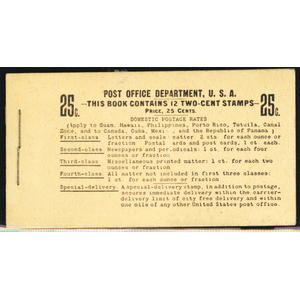 POST OFFICE DEPARTMENT, U. S. A.
25c. THIS BOOK CONTAINS 12 TWO-CENT STAMPS 25c.
PRICE, 25 CENTS.
DOMESTIC POSTAGE RATES
(Apply to Guam, Hawaii, Philippines, Porto Rico, Tutuila, Canal
Zone, and to Canada, Cuba, Mexico, and the Republic of Panama)
First-class Letters and sealed matter, 2 cts. for each ounce or
fraction Postal cards and post cards, 1 ct. each.
Second-class Newspapers and periodicals: 1 ct. for each four
ounces or fraction
Third-class Miscellaneous printed matter: 1 ct. for each two
ounces or fraction
Fourth-class All matter not included in first three classes:
1 ct. for each ounce or fraction
Special-delivery. A special-delivery stamp, in addition to postage,
secures immediate delivery within the carrier-
delivery limit of city free delivery and within
one mile of any other United States post office.